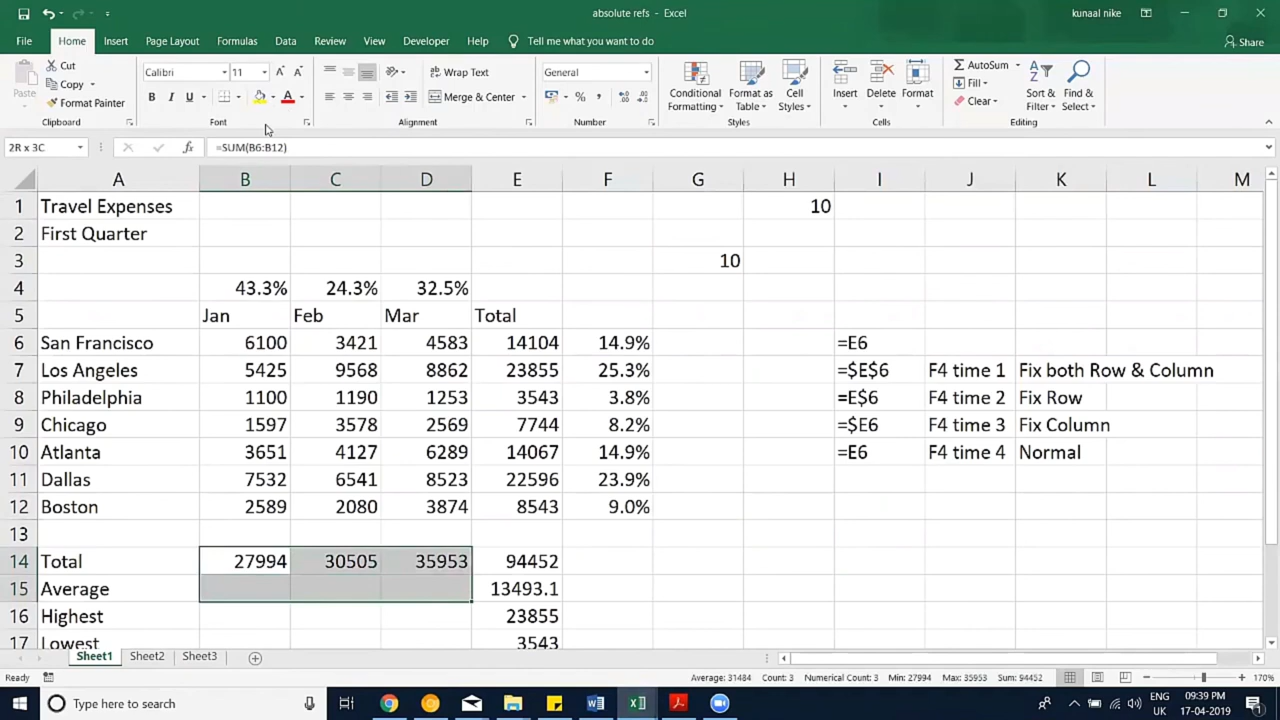 absolute refs - Excel
kunaal nike
File Home Insert Page Layout Formulas Data Review View Developer Help Tell me what you want to do Share
Paste
Cut
Copy
Format Painter
Clipboard
Calibri 11
B I U
A
Font
Wrap Text
Merge & Center
Alignment
General
%
Number
Conditional Formatting
Format as Table
Cell Styles
Styles
Insert Delete Format
Cells
AutoSum
Fill
Clear
Sort & Filter
Find & Select
Editing
2R x 3C fx =SUM(B6:B12)
A B C D E F G H I J K L M
1 Travel Expenses 10
2 First Quarter
3 10
4 43.3% 24.3% 32.5%
5 Jan Feb Mar Total
6 San Francisco 6100 3421 4583 14104 14.9% =E6
7 Los Angeles 5425 9568 8862 23855 25.3% =$E$6 F4 time 1 Fix both Row & Column
8 Philadelphia 1100 1190 1253 3543 3.8% =E$6 F4 time 2 Fix Row
9 Chicago 1597 3578 2569 7744 8.2% =$E6 F4 time 3 Fix Column
10 Atlanta 3651 4127 6289 14067 14.9% =E6 F4 time 4 Normal
11 Dallas 7532 6541 8523 22596 23.9%
12 Boston 2589 2080 3874 8543 9.0%
13
14 Total 27994 30505 35953 94452
15 Average 13493.1
16 Highest 23855
17 Lowest 3543
Sheet1 Sheet2 Sheet3
Ready Average: 31484 Count: 3 Numerical Count: 3 Min: 27994 Max: 35953 Sum: 94452 170%
Type here to search
ENG
UK
09:39 PM
17-04-2019